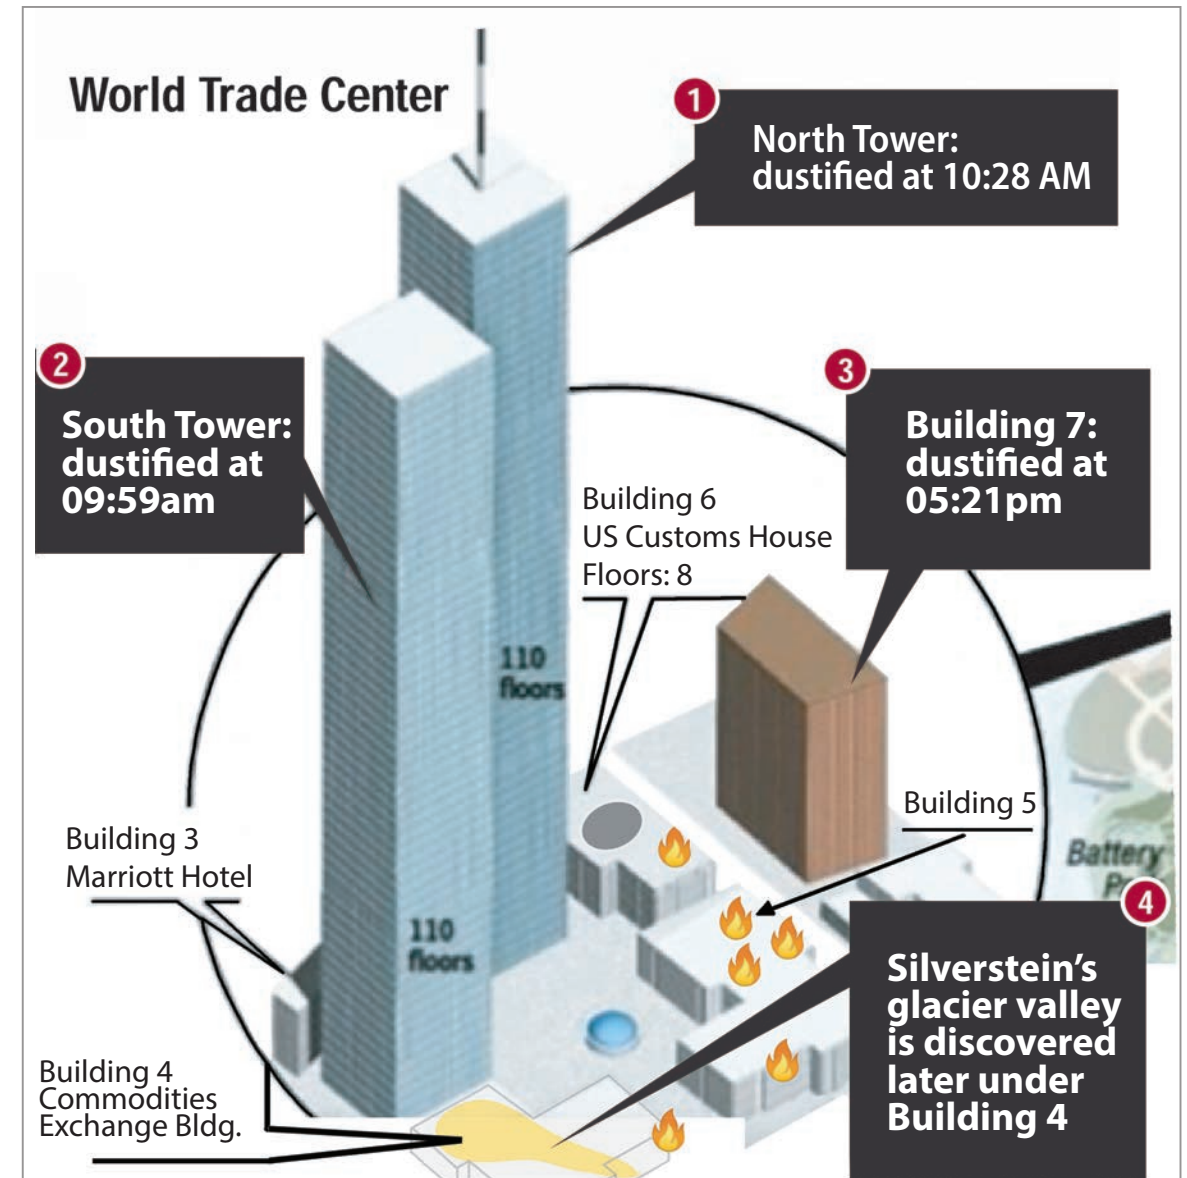 World Trade Center
1
North Tower:
dustified at 10:28 AM
2
South Tower:
dustified at
09:59am
3
Building 7:
dustified at
05:21pm
Building 6
US Customs House
Floors: 8
110
floors
Building 5
Building 3
Marriott Hotel
110
floors
Battery
4
Silverstein’s
glacier valley
is discovered
later under
Building 4
Building 4
Commodities
Exchange Bldg.